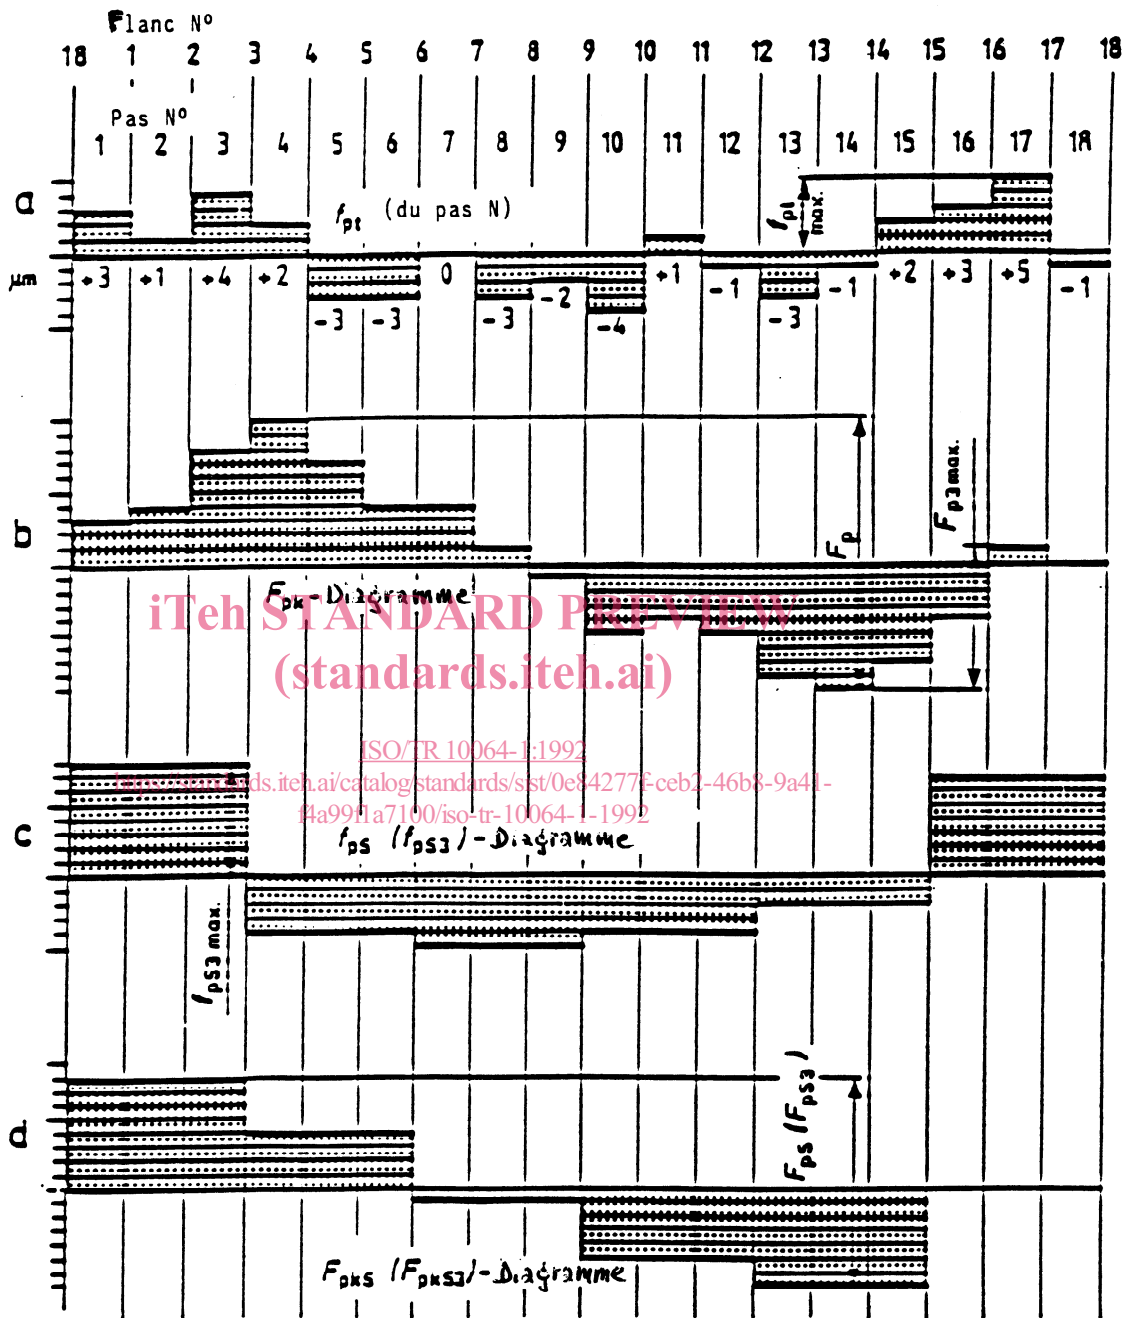 Flanc Nº
18 1 2 3 4 5 6 7 8 9 10 11 12 13 14 15 16 17 18
Pas Nº
1 2 3 4 5 6 7 8 9 10 11 12 13 14 15 16 17 18
a
fpt (du pas N)
fpt max.
µm
+3 +1 +4 +2 -3 -3 0 -3 -2 -4 +1 -1 -3 -1 +2 +3 +5 -1
b
Fp
Fp3max.
Fpk-Diagramme
iTeh STANDARD PREVIEW
(standards.iteh.ai)
ISO/TR 10064-1:1992
https://standards.iteh.ai/catalog/standards/sist/0e84277f-ceb2-46b8-9a41-
f4a99f1a7100/iso-tr-10064-1-1992
c
fpS (fpS3)-Diagramme
fpS3 max.
d
FpS (FpS3)
FpkS (FpkS3)-Diagramme